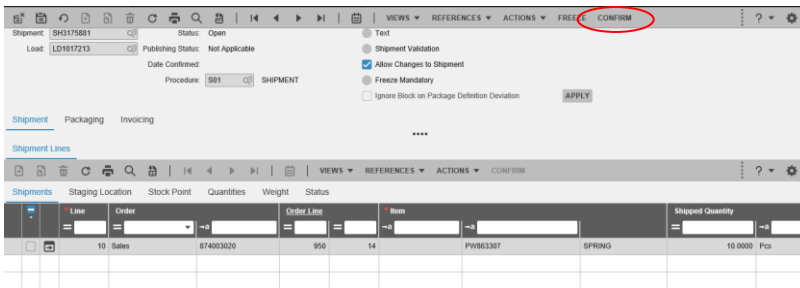 VIEWS REFERENCES ACTIONS FREEZE CONFIRM ?
Shipment: SH3175881 Status: Open Text
Load: LD1017213 Publishing Status: Not Applicable Shipment Validation
Date Confirmed: Allow Changes to Shipment
Procedure: S01 SHIPMENT Freeze Mandatory
Ignore Block on Package Definition Deviation APPLY
Shipment Packaging Invoicing
Shipment Lines
VIEWS REFERENCES ACTIONS CONFIRM ?
Shipments Staging Location Stock Point Quantities Weight Status
* Line Order Order Line * Item Shipped Quantity
= = →a = = →a →a = →a
10 Sales 874003020 950 14 PW863307 SPRING 10.0000 Pcs